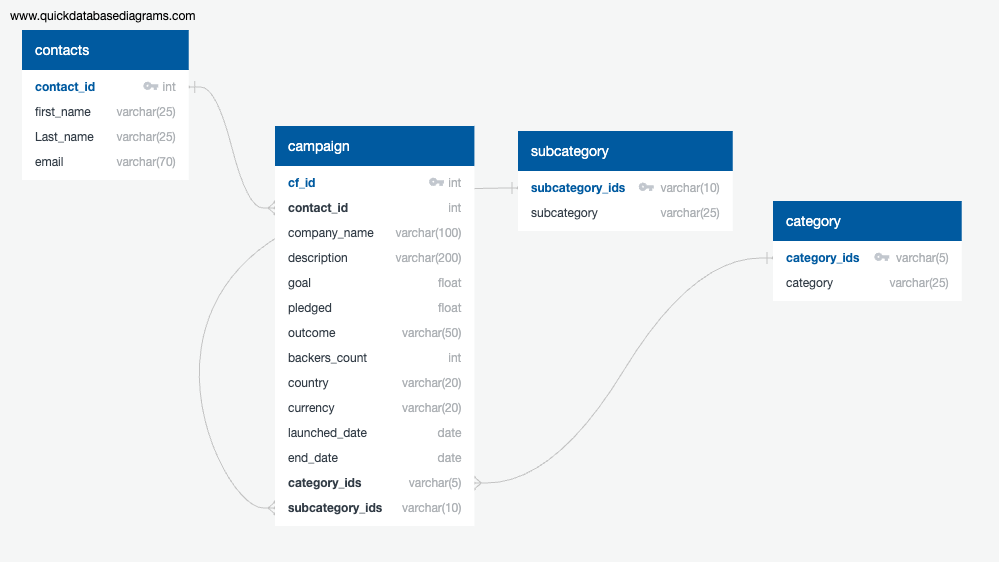 www.quickdatabasediagrams.com
contacts
contact_id int
first_name varchar(25)
Last_name varchar(25)
email varchar(70)
campaign
cf_id int
contact_id int
company_name varchar(100)
description varchar(200)
goal float
pledged float
outcome varchar(50)
backers_count int
country varchar(20)
currency varchar(20)
launched_date date
end_date date
category_ids varchar(5)
subcategory_ids varchar(10)
subcategory
subcategory_ids varchar(10)
subcategory varchar(25)
category
category_ids varchar(5)
category varchar(25)